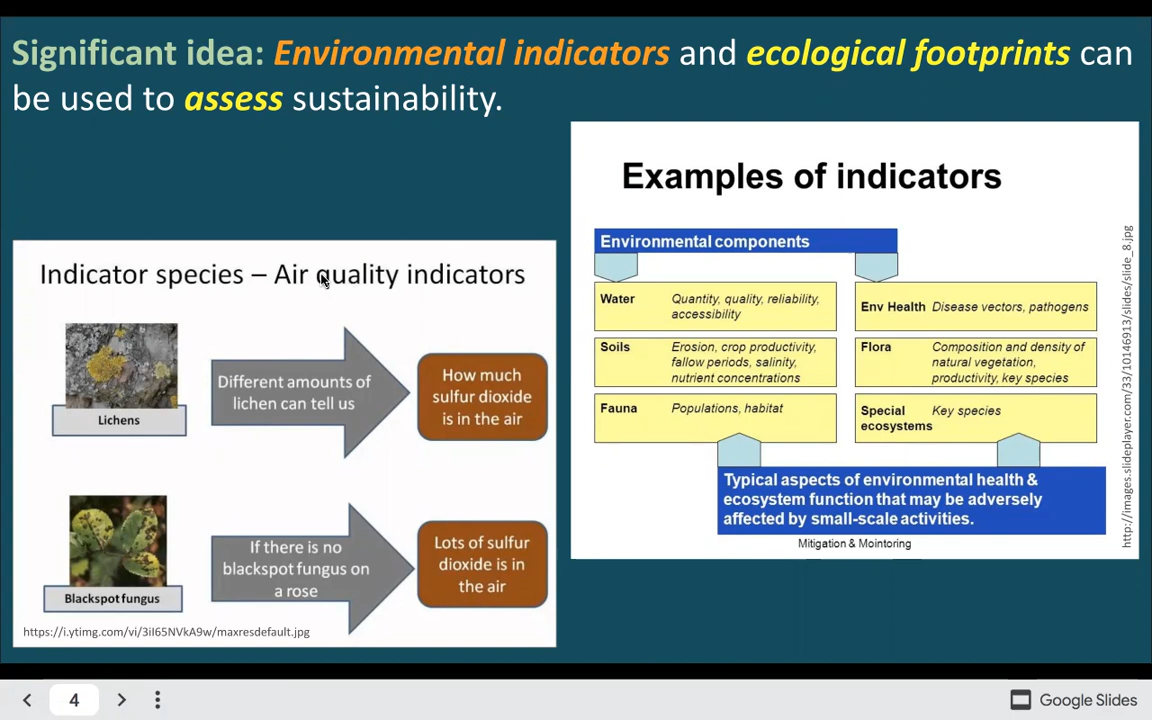 Significant idea: Environmental indicators and ecological footprints can
be used to assess sustainability.
Indicator species – Air quality indicators
Lichens
Different amounts of
lichen can tell us
How much
sulfur dioxide
is in the air
Blackspot fungus
If there is no
blackspot fungus on
a rose
Lots of sulfur
dioxide is in
the air
https://i.ytimg.com/vi/3iI65NVkA9w/maxresdefault.jpg
Examples of indicators
Environmental components
Water Quantity, quality, reliability,
accessibility
Soils Erosion, crop productivity,
fallow periods, salinity,
nutrient concentrations
Fauna Populations, habitat
Env Health Disease vectors, pathogens
Flora Composition and density of
natural vegetation,
productivity, key species
Special Key species
ecosystems
Typical aspects of environmental health &
ecosystem function that may be adversely
affected by small-scale activities.
Mitigation & Mointoring
http://images.slideplayer.com/33/10146913/slides/slide_8.jpg
4
Google Slides